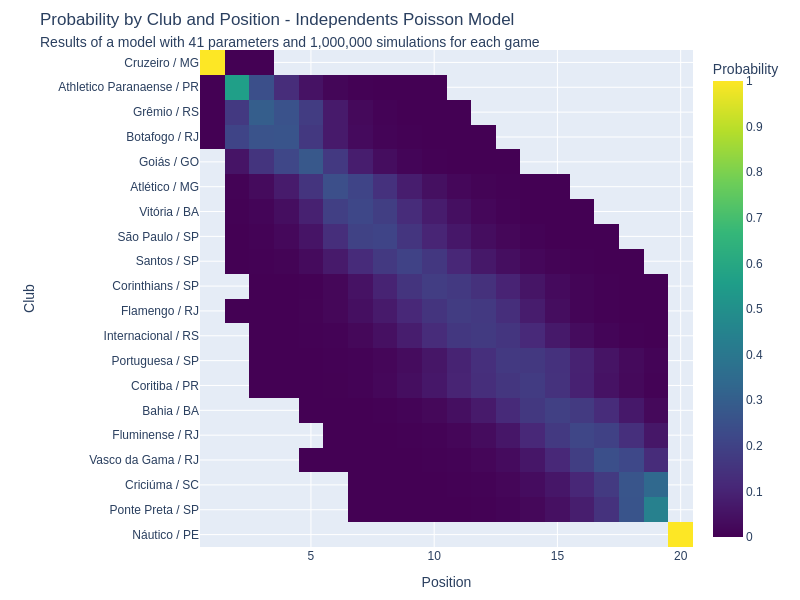 Probability by Club and Position - Independents Poisson Model
Results of a model with 41 parameters and 1,000,000 simulations for each game
Probability
Club
Cruzeiro / MG
Athletico Paranaense / PR
Grêmio / RS
Botafogo / RJ
Goiás / GO
Atlético / MG
Vitória / BA
São Paulo / SP
Santos / SP
Corinthians / SP
Flamengo / RJ
Internacional / RS
Portuguesa / SP
Coritiba / PR
Bahia / BA
Fluminense / RJ
Vasco da Gama / RJ
Criciúma / SC
Ponte Preta / SP
Náutico / PE
5 10 15 20
Position
1
0.9
0.8
0.7
0.6
0.5
0.4
0.3
0.2
0.1
0